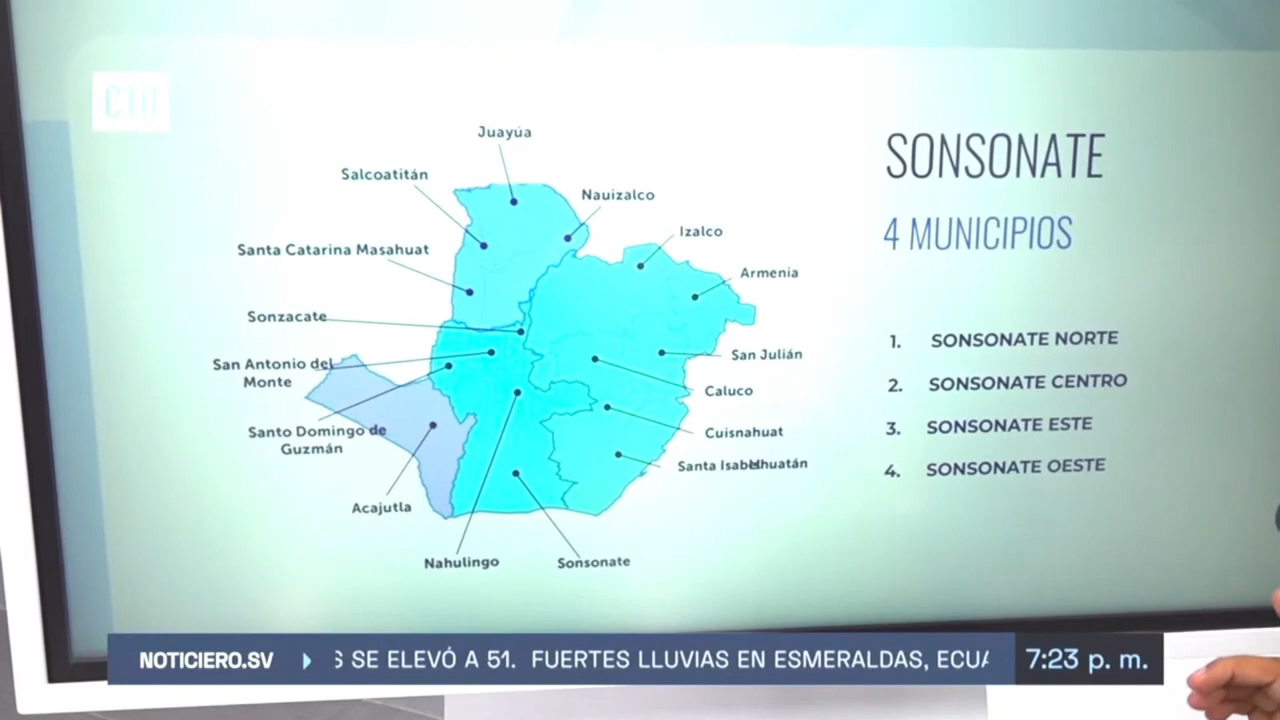 C10
Juayúa
SONSONATE
Salcoatitán
Nauizalco
4 MUNICIPIOS
Izalco
Santa Catarina Masahuat
Armenia
Sonzacate
1. SONSONATE NORTE
San Antonio del
Monte
San Julián
2. SONSONATE CENTRO
Caluco
3. SONSONATE ESTE
Santo Domingo de
Guzmán
Cuisnahuat
4. SONSONATE OESTE
Santa Isabel
Ishuatán
Acajutla
Nahulingo
Sonsonate
NOTICIERO.SV
SE ELEVÓ A 51. FUERTES LLUVIAS EN ESMERALDAS,
7:23 p. m.